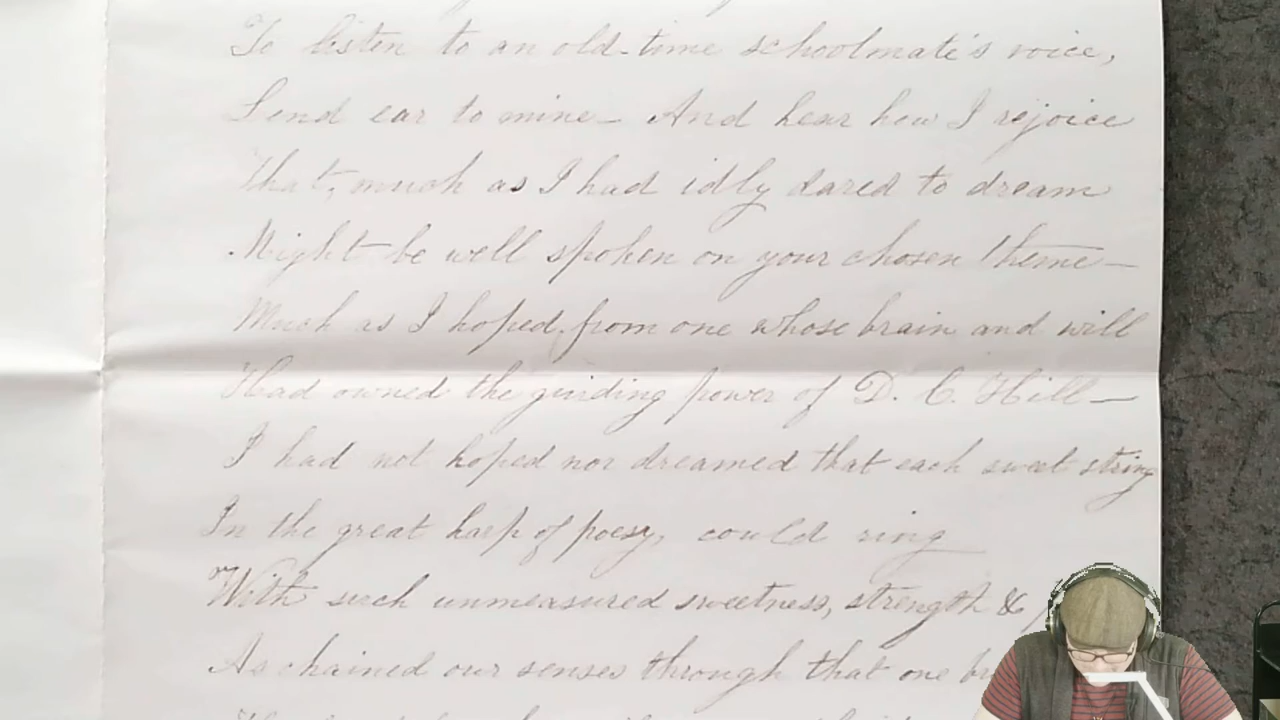 To listen to an old-time schoolmate's voice,
Lend ear to mine— And hear how I rejoice
That, much as I had idly dared to dream
Might be well spoken on your chosen theme—
Much as I hoped, from one whose brain and will
Had owned the guiding power of D. C. Hill—
I had not hoped nor dreamed that each sweet string
In the great harp of poesy, could ring
With such unmeasured sweetness, strength &
As chained our senses through that one